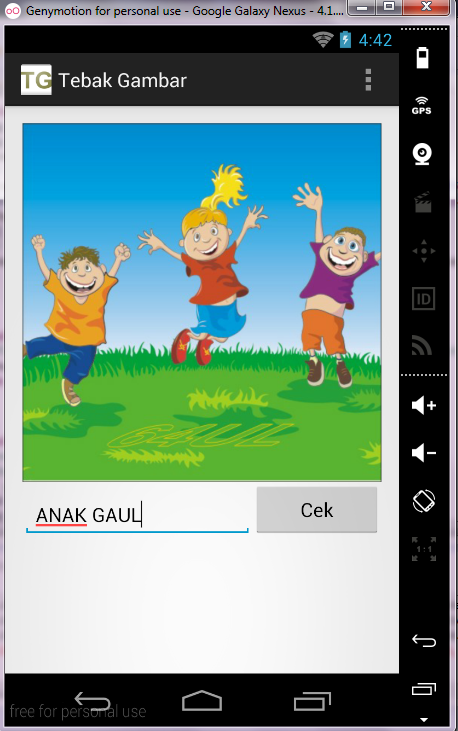 Genymotion for personal use - Google Galaxy Nexus - 4.1....
4:42
TG Tebak Gambar
GPS
ID
GAUL
ANAK GAUL
Cek
1:1
free for personal use